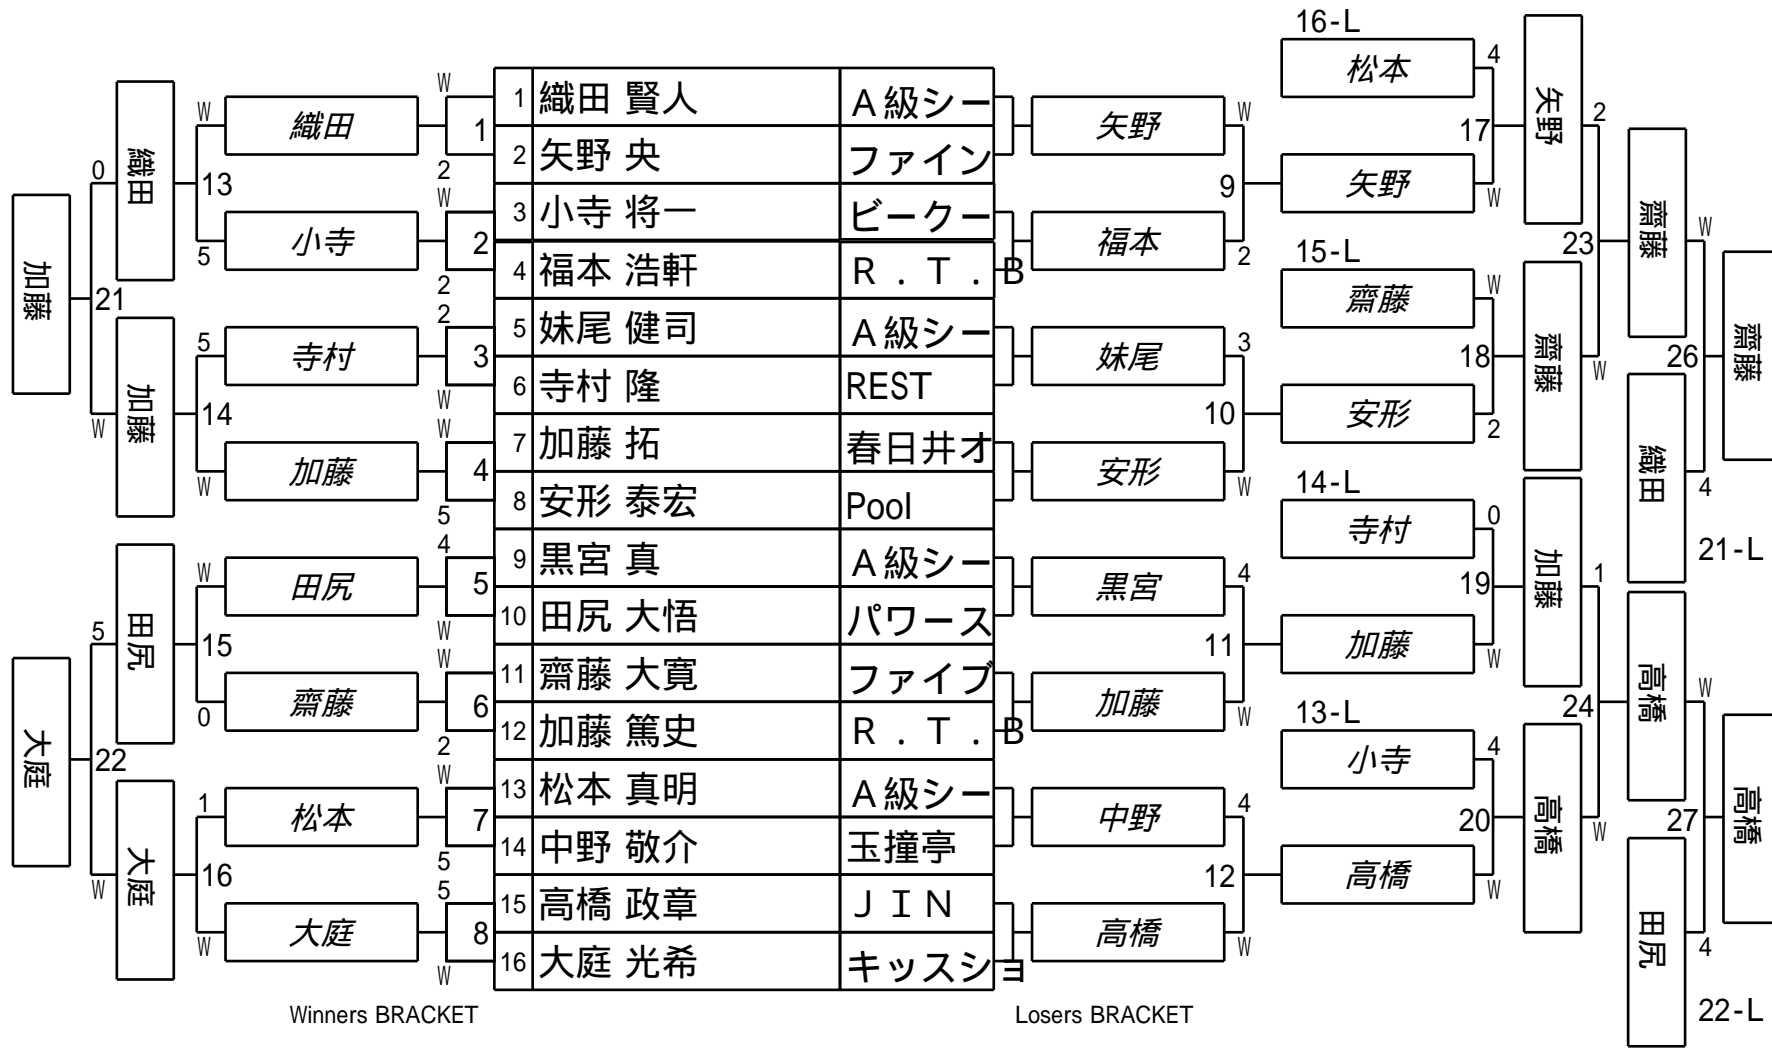 16-L
松本 4
W 1 織田 賢人 A級シー
W 織田 1 矢野 W 17 矢野 2
2 矢野 央 ファイン
0 織田 13 2 9 矢野 W
W 3 小寺 将一 ビークー
5 小寺 2 福本 2 23 齋藤 W
4 福本 浩軒 R.T.B
15-L
加藤 21 2 齋藤 W
2 5 妹尾 健司 A級シー
5 寺村 3 妹尾 3 18 齋藤 W 26 齋藤
6 寺村 隆 REST
W 加藤 14 W 10 安形 2
W 7 加藤 拓 春日井オ
W 加藤 4 安形 W 織田 4
8 安形 泰宏 Pool
14-L
5 寺村 0
21-L
4 9 黒宮 真 A級シー
W 田尻 5 黒宮 4 19 加藤 1
10 田尻 大悟 パワース
5 田尻 15 W 11 加藤 W
W 11 齋藤 大寛 ファイブ
0 齋藤 6 加藤 W 24 高橋 W
12 加藤 篤史 R.T.B
13-L
大庭 22 2 小寺 4
W 13 松本 真明 A級シー
1 松本 7 中野 4 20 高橋 W 27 高橋
14 中野 敬介 玉撞亭
W 大庭 16 5 12 高橋 W
5 15 高橋 政章 JIN
W 大庭 8 高橋 W 田尻 4
W 16 大庭 光希 キッスショ
22-L
Winners BRACKET
Losers BRACKET